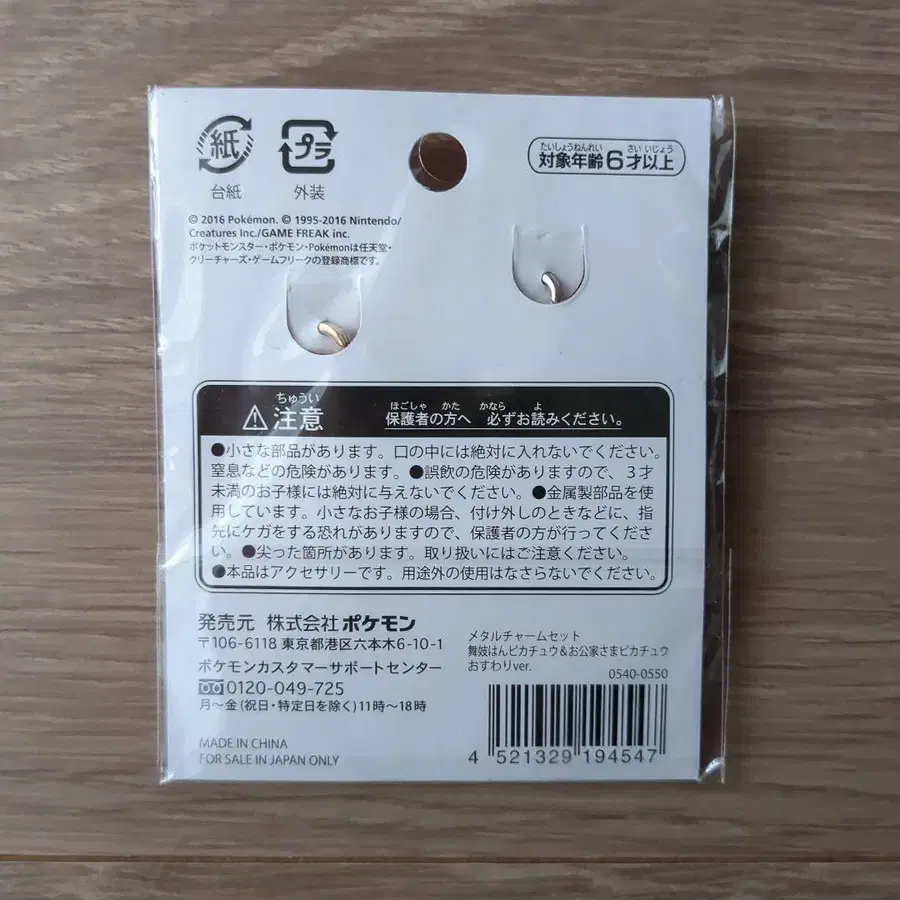 紙
プラ
台紙
外装
たいしょうねんれい さい いじょう
対象年齢6才以上
© 2016 Pokémon. © 1995-2016 Nintendo/
Creatures Inc./GAME FREAK inc.
ポケットモンスター・ポケモン・Pokémonは任天堂・
クリーチャーズ・ゲームフリークの登録商標です。
ちゅうい
注意
ほごしゃ かた かなら よ
保護者の方へ 必ずお読みください。
●小さな部品があります。口の中には絶対に入れないでください。
窒息などの危険があります。●誤飲の危険がありますので、3才
未満のお子様には絶対に与えないでください。●金属製部品を使
用しています。小さなお子様の場合、付け外しのときなどに、指
先にケガをする恐れがありますので、保護者の方が行ってくださ
い。●尖った箇所があります。取り扱いにはご注意ください。
●本品はアクセサリーです。用途外の使用はなさらないでください。
発売元 株式会社ポケモン
〒106-6118 東京都港区六本木6-10-1
ポケモンカスタマーサポートセンター
0120-049-725
月〜金(祝日・特定日を除く)11時〜18時
MADE IN CHINA
FOR SALE IN JAPAN ONLY
メタルチャームセット
舞妓はんピカチュウ&お公家さまピカチュウ
おすわりver.
0540-0550
4 521329 194547